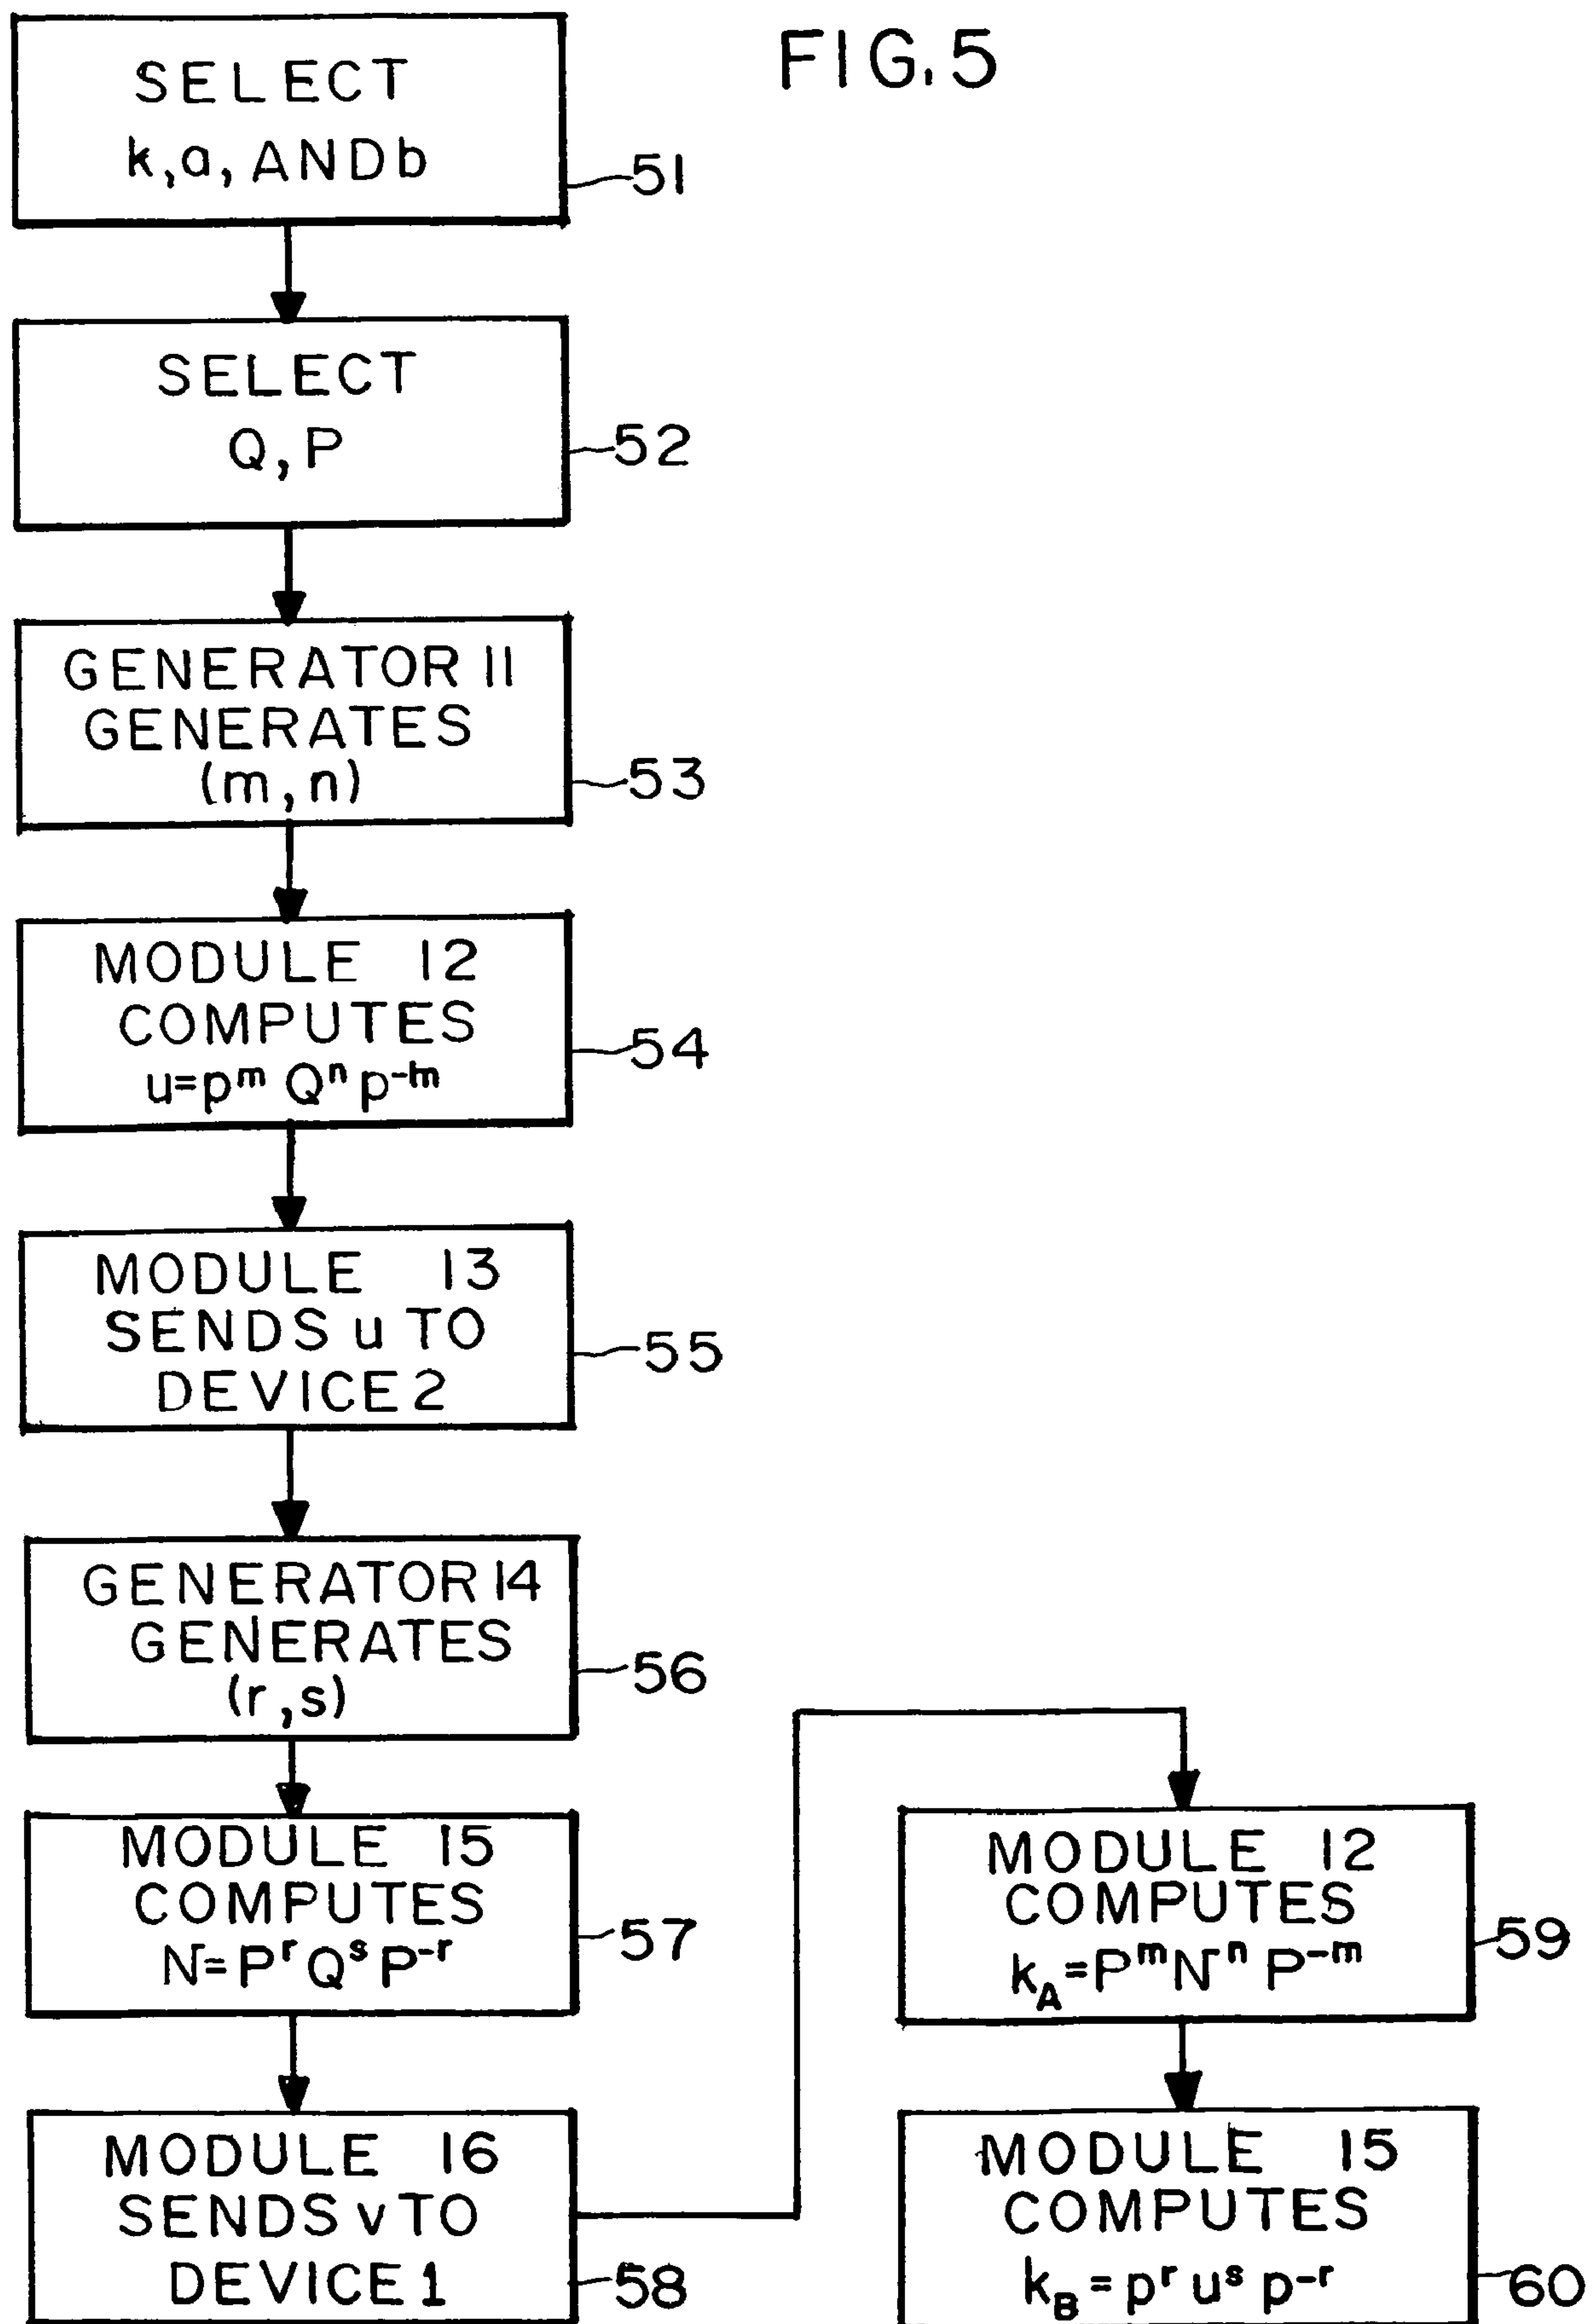 FIG. 5
SELECT
k, a, AND b
51
SELECT
Q, P
52
GENERATOR 11
GENERATES
(m, n)
53
MODULE 12
COMPUTES
u=p^m Q^n p^-m
54
MODULE 13
SENDS u TO
DEVICE 2
55
GENERATOR 14
GENERATES
(r, s)
56
MODULE 15
COMPUTES
N=P^r Q^s P^-r
57
MODULE 16
SENDS v TO
DEVICE 1
58
MODULE 12
COMPUTES
k_A=P^m N^n P^-m
59
MODULE 15
COMPUTES
k_B=p^r u^s p^-r
60